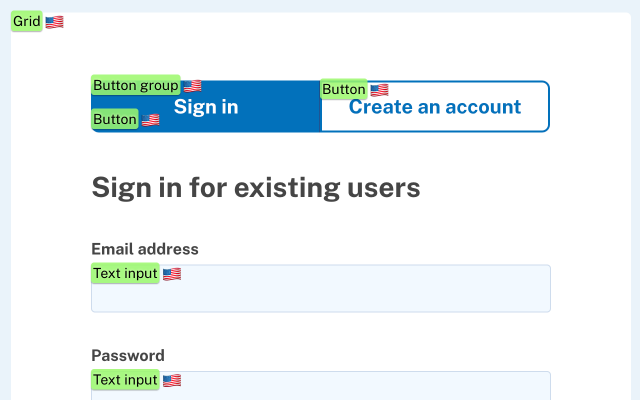 Grid 🇺🇸
Button group 🇺🇸
Button 🇺🇸
Sign in
Create an account
Button 🇺🇸
Sign in for existing users
Email address
Text input 🇺🇸
Password
Text input 🇺🇸